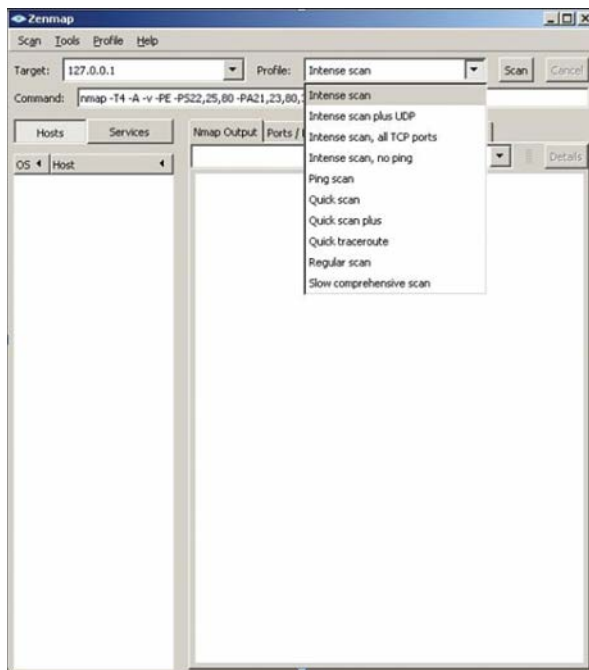 Zenmap
Scan Tools Profile Help
Target: 127.0.0.1 Profile: Intense scan Scan Cancel
Command: nmap -T4 -A -v -PE -PS22,25,80 -PA21,23,80,
Hosts Services Nmap Output Ports /
OS Host Details
Intense scan
Intense scan plus UDP
Intense scan, all TCP ports
Intense scan, no ping
Ping scan
Quick scan
Quick scan plus
Quick traceroute
Regular scan
Slow comprehensive scan